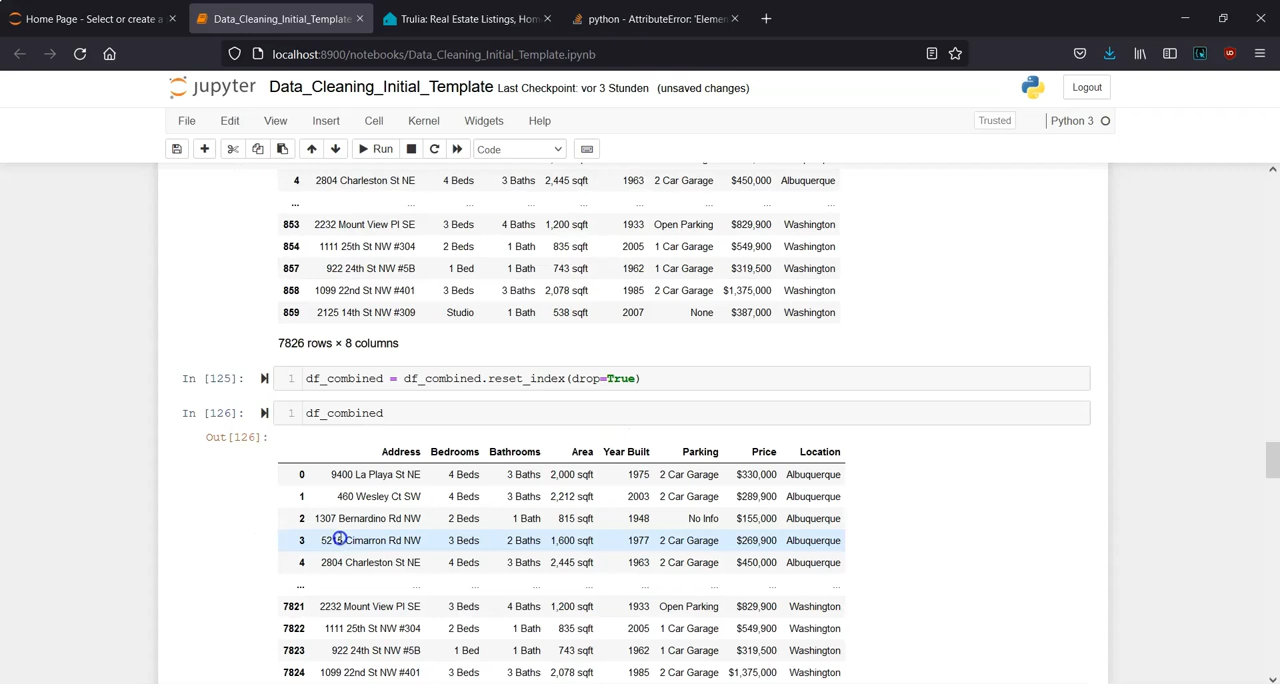 Home Page - Select or create a
Data_Cleaning_Initial_Template
Trulia: Real Estate Listings, Hom
python - AttributeError: 'Elemen
localhost:8900/notebooks/Data_Cleaning_Initial_Template.ipynb
jupyter Data_Cleaning_Initial_Template Last Checkpoint: vor 3 Stunden (unsaved changes) Logout
File Edit View Insert Cell Kernel Widgets Help Trusted Python 3
Run Code
4 2804 Charleston St NE 4 Beds 3 Baths 2,445 sqft 1963 2 Car Garage $450,000 Albuquerque
... ... ... ... ... ... ... ... ...
853 2232 Mount View Pl SE 3 Beds 4 Baths 1,200 sqft 1933 Open Parking $829,900 Washington
854 1111 25th St NW #304 2 Beds 1 Bath 835 sqft 2005 1 Car Garage $549,900 Washington
857 922 24th St NW #5B 1 Bed 1 Bath 743 sqft 1962 1 Car Garage $319,500 Washington
858 1099 22nd St NW #401 3 Beds 3 Baths 2,078 sqft 1985 2 Car Garage $1,375,000 Washington
859 2125 14th St NW #309 Studio 1 Bath 538 sqft 2007 None $387,000 Washington
7826 rows × 8 columns
In [125]: 1 df_combined = df_combined.reset_index(drop=True)
In [126]: 1 df_combined
Out[126]:
Address Bedrooms Bathrooms Area Year Built Parking Price Location
0 9400 La Playa St NE 4 Beds 3 Baths 2,000 sqft 1975 2 Car Garage $330,000 Albuquerque
1 460 Wesley Ct SW 4 Beds 3 Baths 2,212 sqft 2003 2 Car Garage $289,900 Albuquerque
2 1307 Bernardino Rd NW 2 Beds 1 Bath 815 sqft 1948 No Info $155,000 Albuquerque
3 5215 Cimarron Rd NW 3 Beds 2 Baths 1,600 sqft 1977 2 Car Garage $269,900 Albuquerque
4 2804 Charleston St NE 4 Beds 3 Baths 2,445 sqft 1963 2 Car Garage $450,000 Albuquerque
... ... ... ... ... ... ... ... ...
7821 2232 Mount View Pl SE 3 Beds 4 Baths 1,200 sqft 1933 Open Parking $829,900 Washington
7822 1111 25th St NW #304 2 Beds 1 Bath 835 sqft 2005 1 Car Garage $549,900 Washington
7823 922 24th St NW #5B 1 Bed 1 Bath 743 sqft 1962 1 Car Garage $319,500 Washington
7824 1099 22nd St NW #401 3 Beds 3 Baths 2,078 sqft 1985 2 Car Garage $1,375,000 Washington